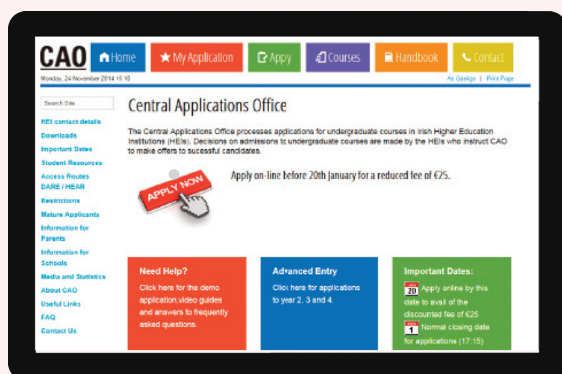 CAO
Home
My Application
Appy
Courses
Handbook
Contact
Monday, 24 November 2014 15:10
As Gaeilge | Print Page
Search Site
HEI contact details
Downloads
Important Dates
Student Resources
Access Routes
DARE / HEAR
Restrictions
Mature Applicants
Information for
Parents
Information for
Schools
Media and Statistics
About CAO
Useful Links
FAQ
Contact Us
Central Applications Office
The Central Applications Office processes applications for undergraduate courses in Irish Higher Education
Institutions (HEIs). Decisions on admissions to undergraduate courses are made by the HEIs who instruct CAO
to make offers to sucessful candidates.
APPLY NOW
Apply on-line before 20th January for a reduced fee of €25.
Need Help?
Click here for the demo
application,video guides
and answers to frequently
asked questions.
Advanced Entry
Click here for applications
to year 2, 3 and 4.
Important Dates:
20 Apply online by this
date to avail of the
discounted fee of €25
1 Normal closing date
for applications (17:15)